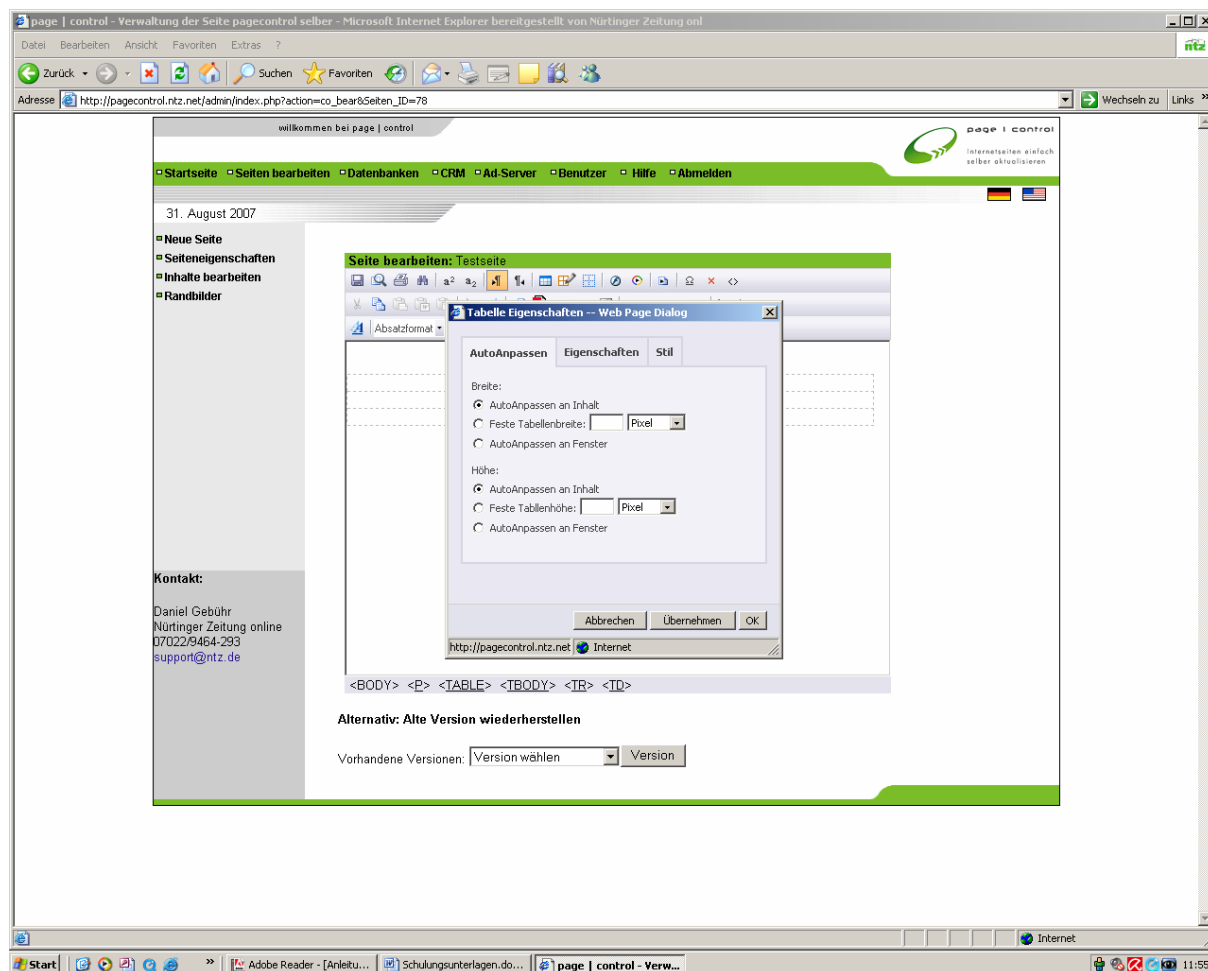 page | control - Verwaltung der Seite pagecontrol selber - Microsoft Internet Explorer bereitgestellt von Nürtinger Zeitung onl
Datei Bearbeiten Ansicht Favoriten Extras ?
ntz
Zurück Suchen Favoriten
Adresse http://pagecontrol.ntz.net/admin/index.php?action=co_bear&Seiten_ID=78 Wechseln zu Links »
willkommen bei page | control
page | control
internetseiten einfach
selber aktualisieren
Startseite Seiten bearbeiten Datenbanken CRM Ad-Server Benutzer Hilfe Abmelden
31. August 2007
Neue Seite
Seiteneigenschaften
Inhalte bearbeiten
Randbilder
Seite bearbeiten: Testseite
Absatzformat
Tabelle Eigenschaften -- Web Page Dialog
AutoAnpassen Eigenschaften Stil
Breite:
AutoAnpassen an Inhalt
Feste Tabellenbreite: Pixel
AutoAnpassen an Fenster
Höhe:
AutoAnpassen an Inhalt
Feste Tabllenhöhe: Pixel
AutoAnpassen an Fenster
Abbrechen Übernehmen OK
http://pagecontrol.ntz.net Internet
Kontakt:
Daniel Gebühr
Nürtinger Zeitung online
07022/9464-293
support@ntz.de
<BODY> <P> <TABLE> <TBODY> <TR> <TD>
Alternativ: Alte Version wiederherstellen
Vorhandene Versionen: Version wählen Version
Internet
Start » Adobe Reader - [Anleitu... Schulungsunterlagen.do... page | control - Verw... 11:55